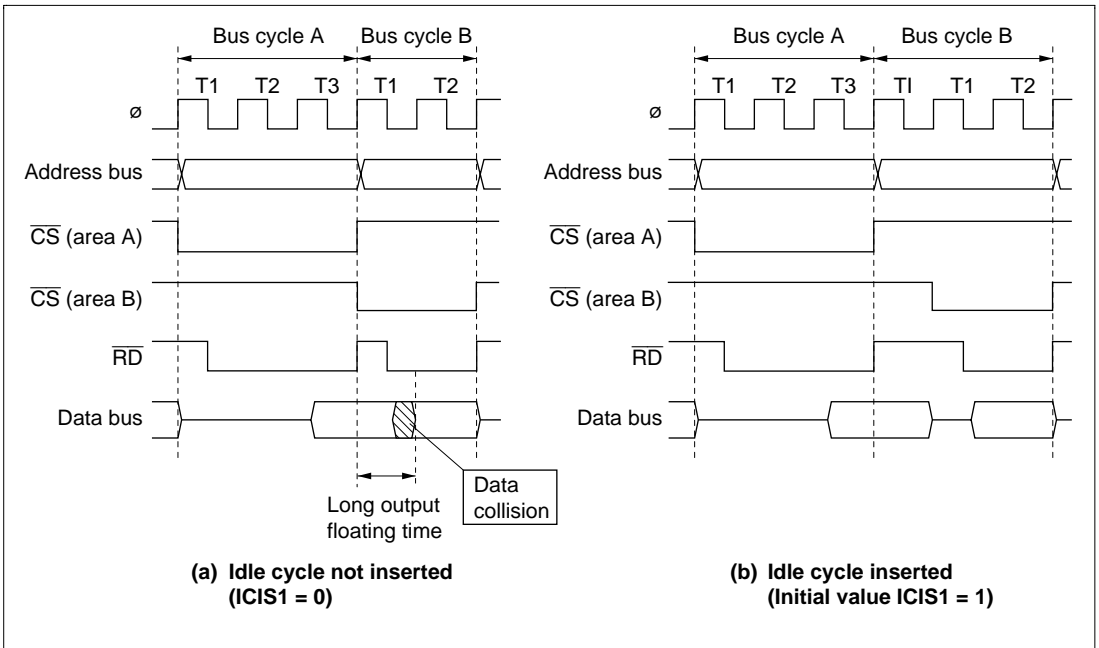 Bus cycle A
Bus cycle B
T1 T2 T3 T1 T2
ø
Address bus
CS (area A)
CS (area B)
RD
Data bus
Long output
floating time
Data
collision
(a) Idle cycle not inserted
(ICIS1 = 0)
Bus cycle A
Bus cycle B
T1 T2 T3 TI T1 T2
ø
Address bus
CS (area A)
CS (area B)
RD
Data bus
(b) Idle cycle inserted
(Initial value ICIS1 = 1)